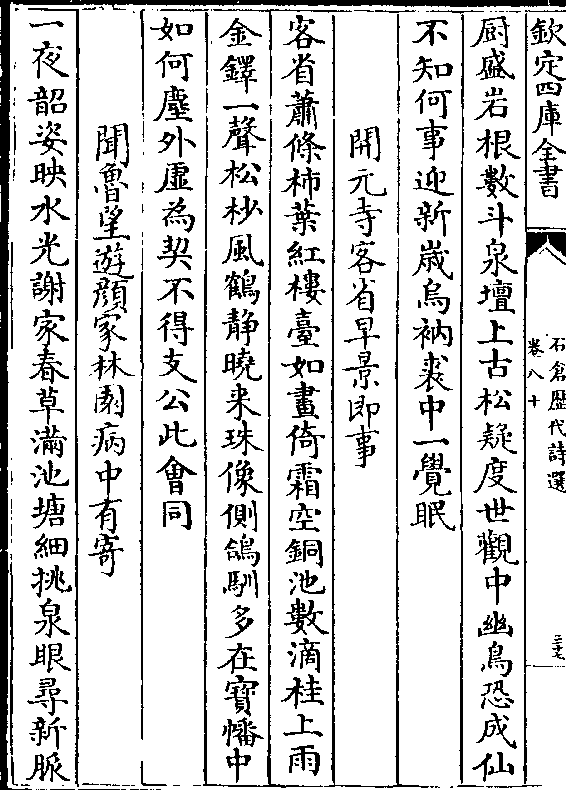 欽定四庫全書
石倉歷代詩選
卷八十
三七
厨盛岩根數斗泉壇上古松疑度世觀中幽鳥恐成仙
不知何事迎新嵗烏衲裘中一覺眠
開元寺客省早景即事
客省蕭條柿葉紅樓臺如畫倚霜空銅池數滴桂上雨
金鐸一聲松杪風鶴静曉来珠像側鴿馴多在寳幡中
如何塵外虛為契不得支公此會同
聞魯望遊顔家林園病中有寄
一夜韶姿映水光謝家春草滿池塘細挑泉眼尋新脈